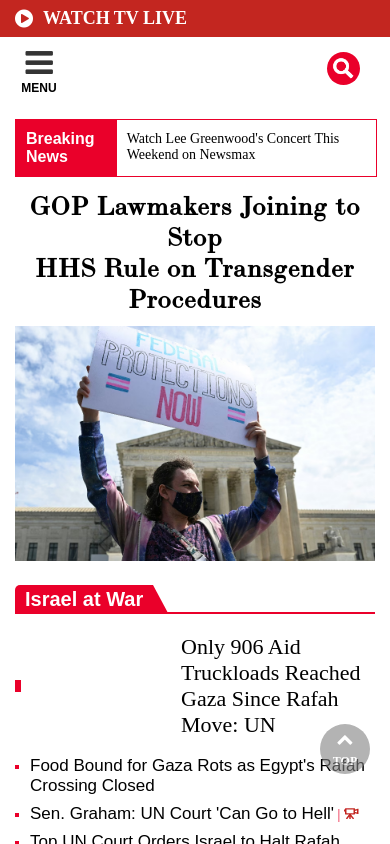 WATCH TV LIVE
MENU
Breaking
News
Watch Lee Greenwood's Concert This
Weekend on Newsmax
GOP Lawmakers Joining to
Stop
HHS Rule on Transgender
Procedures
FEDERAL
PROTECTIONS
NOW
Israel at War
Only 906 Aid
Truckloads Reached
Gaza Since Rafah
Move: UN
TOP
Food Bound for Gaza Rots as Egypt's Rafah
Crossing Closed
Sen. Graham: UN Court 'Can Go to Hell' |
Top UN Court Orders Israel to Halt Rafah